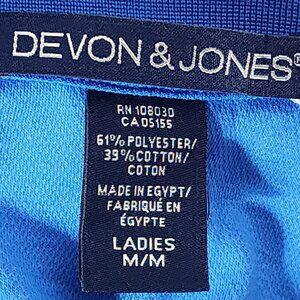 DEVON & JONES®
RN 108030
CA 05155
61% POLYESTER/
39% COTTON/
COTON
MADE IN EGYPT/
FABRIQUÉ EN
ÉGYPTE
LADIES
M/M